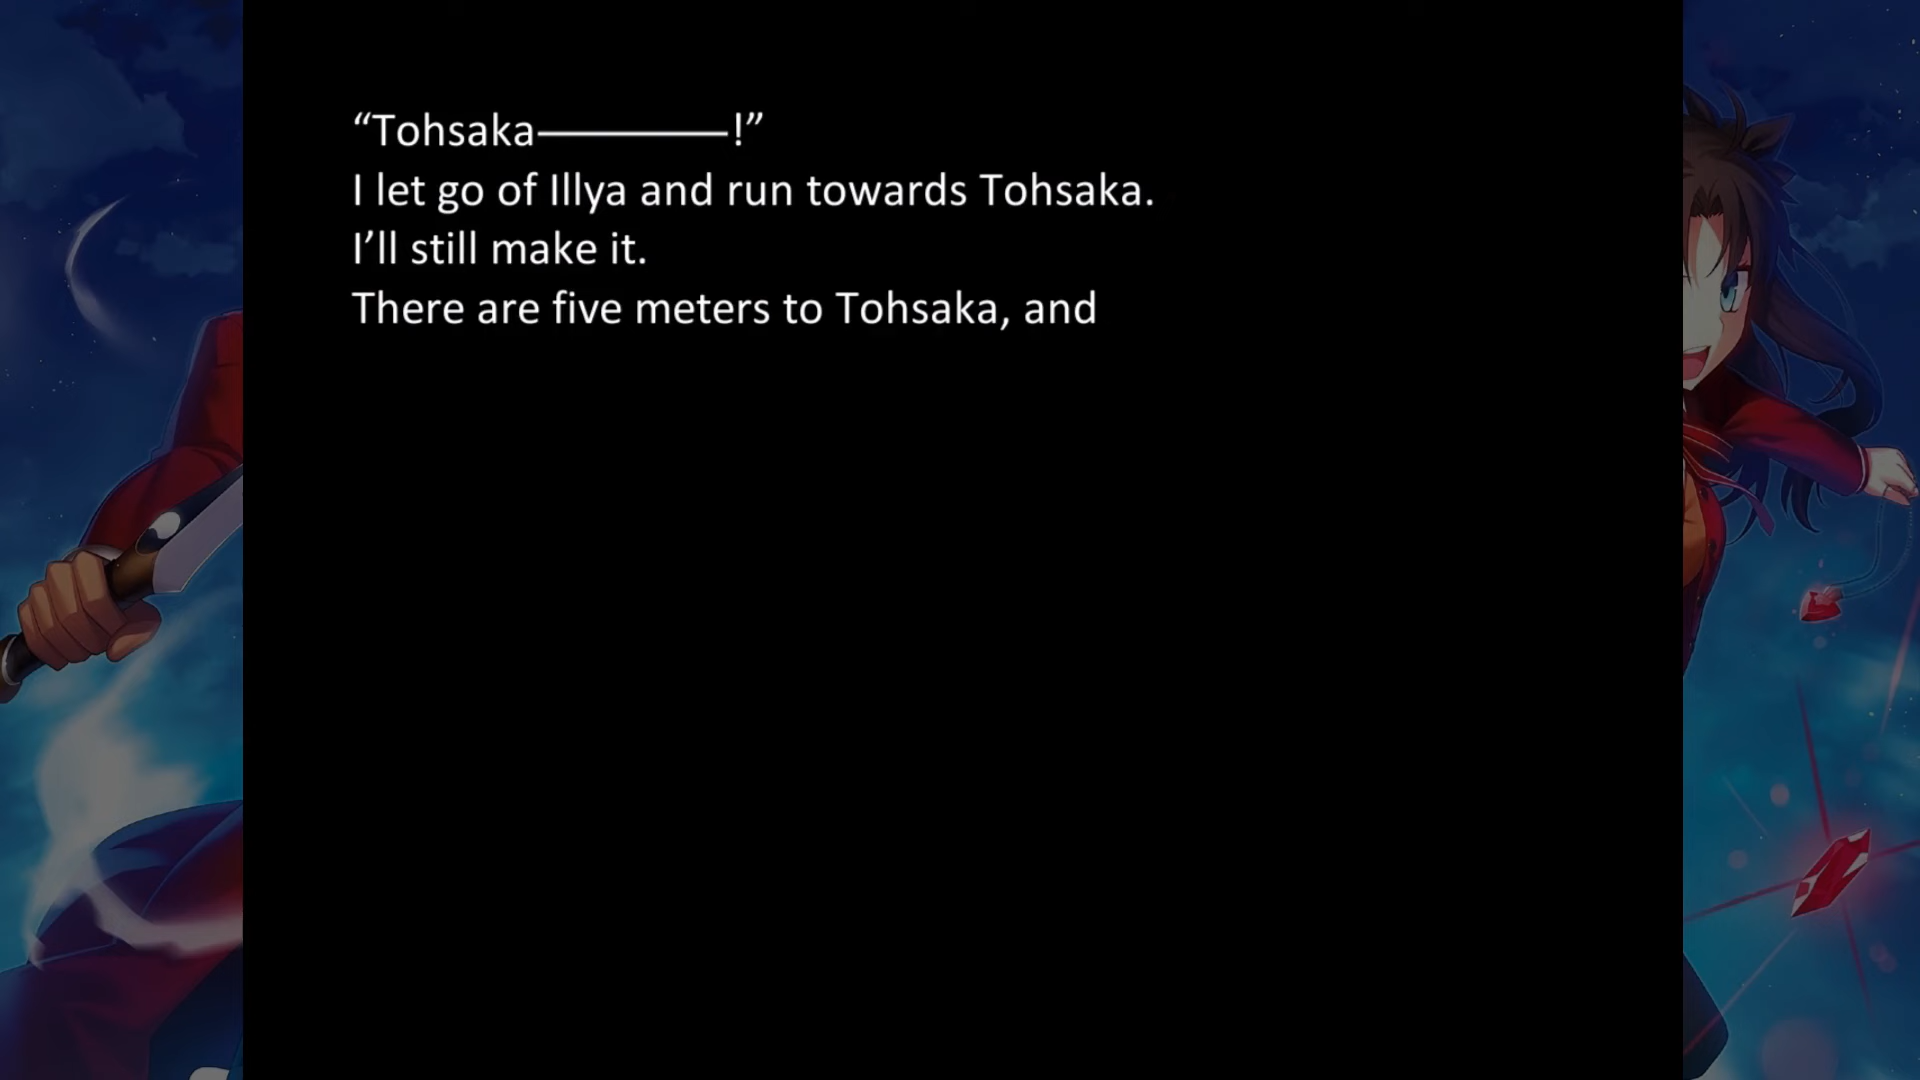 “Tohsaka————!”
I let go of Illya and run towards Tohsaka.
I’ll still make it.
There are five meters to Tohsaka, and